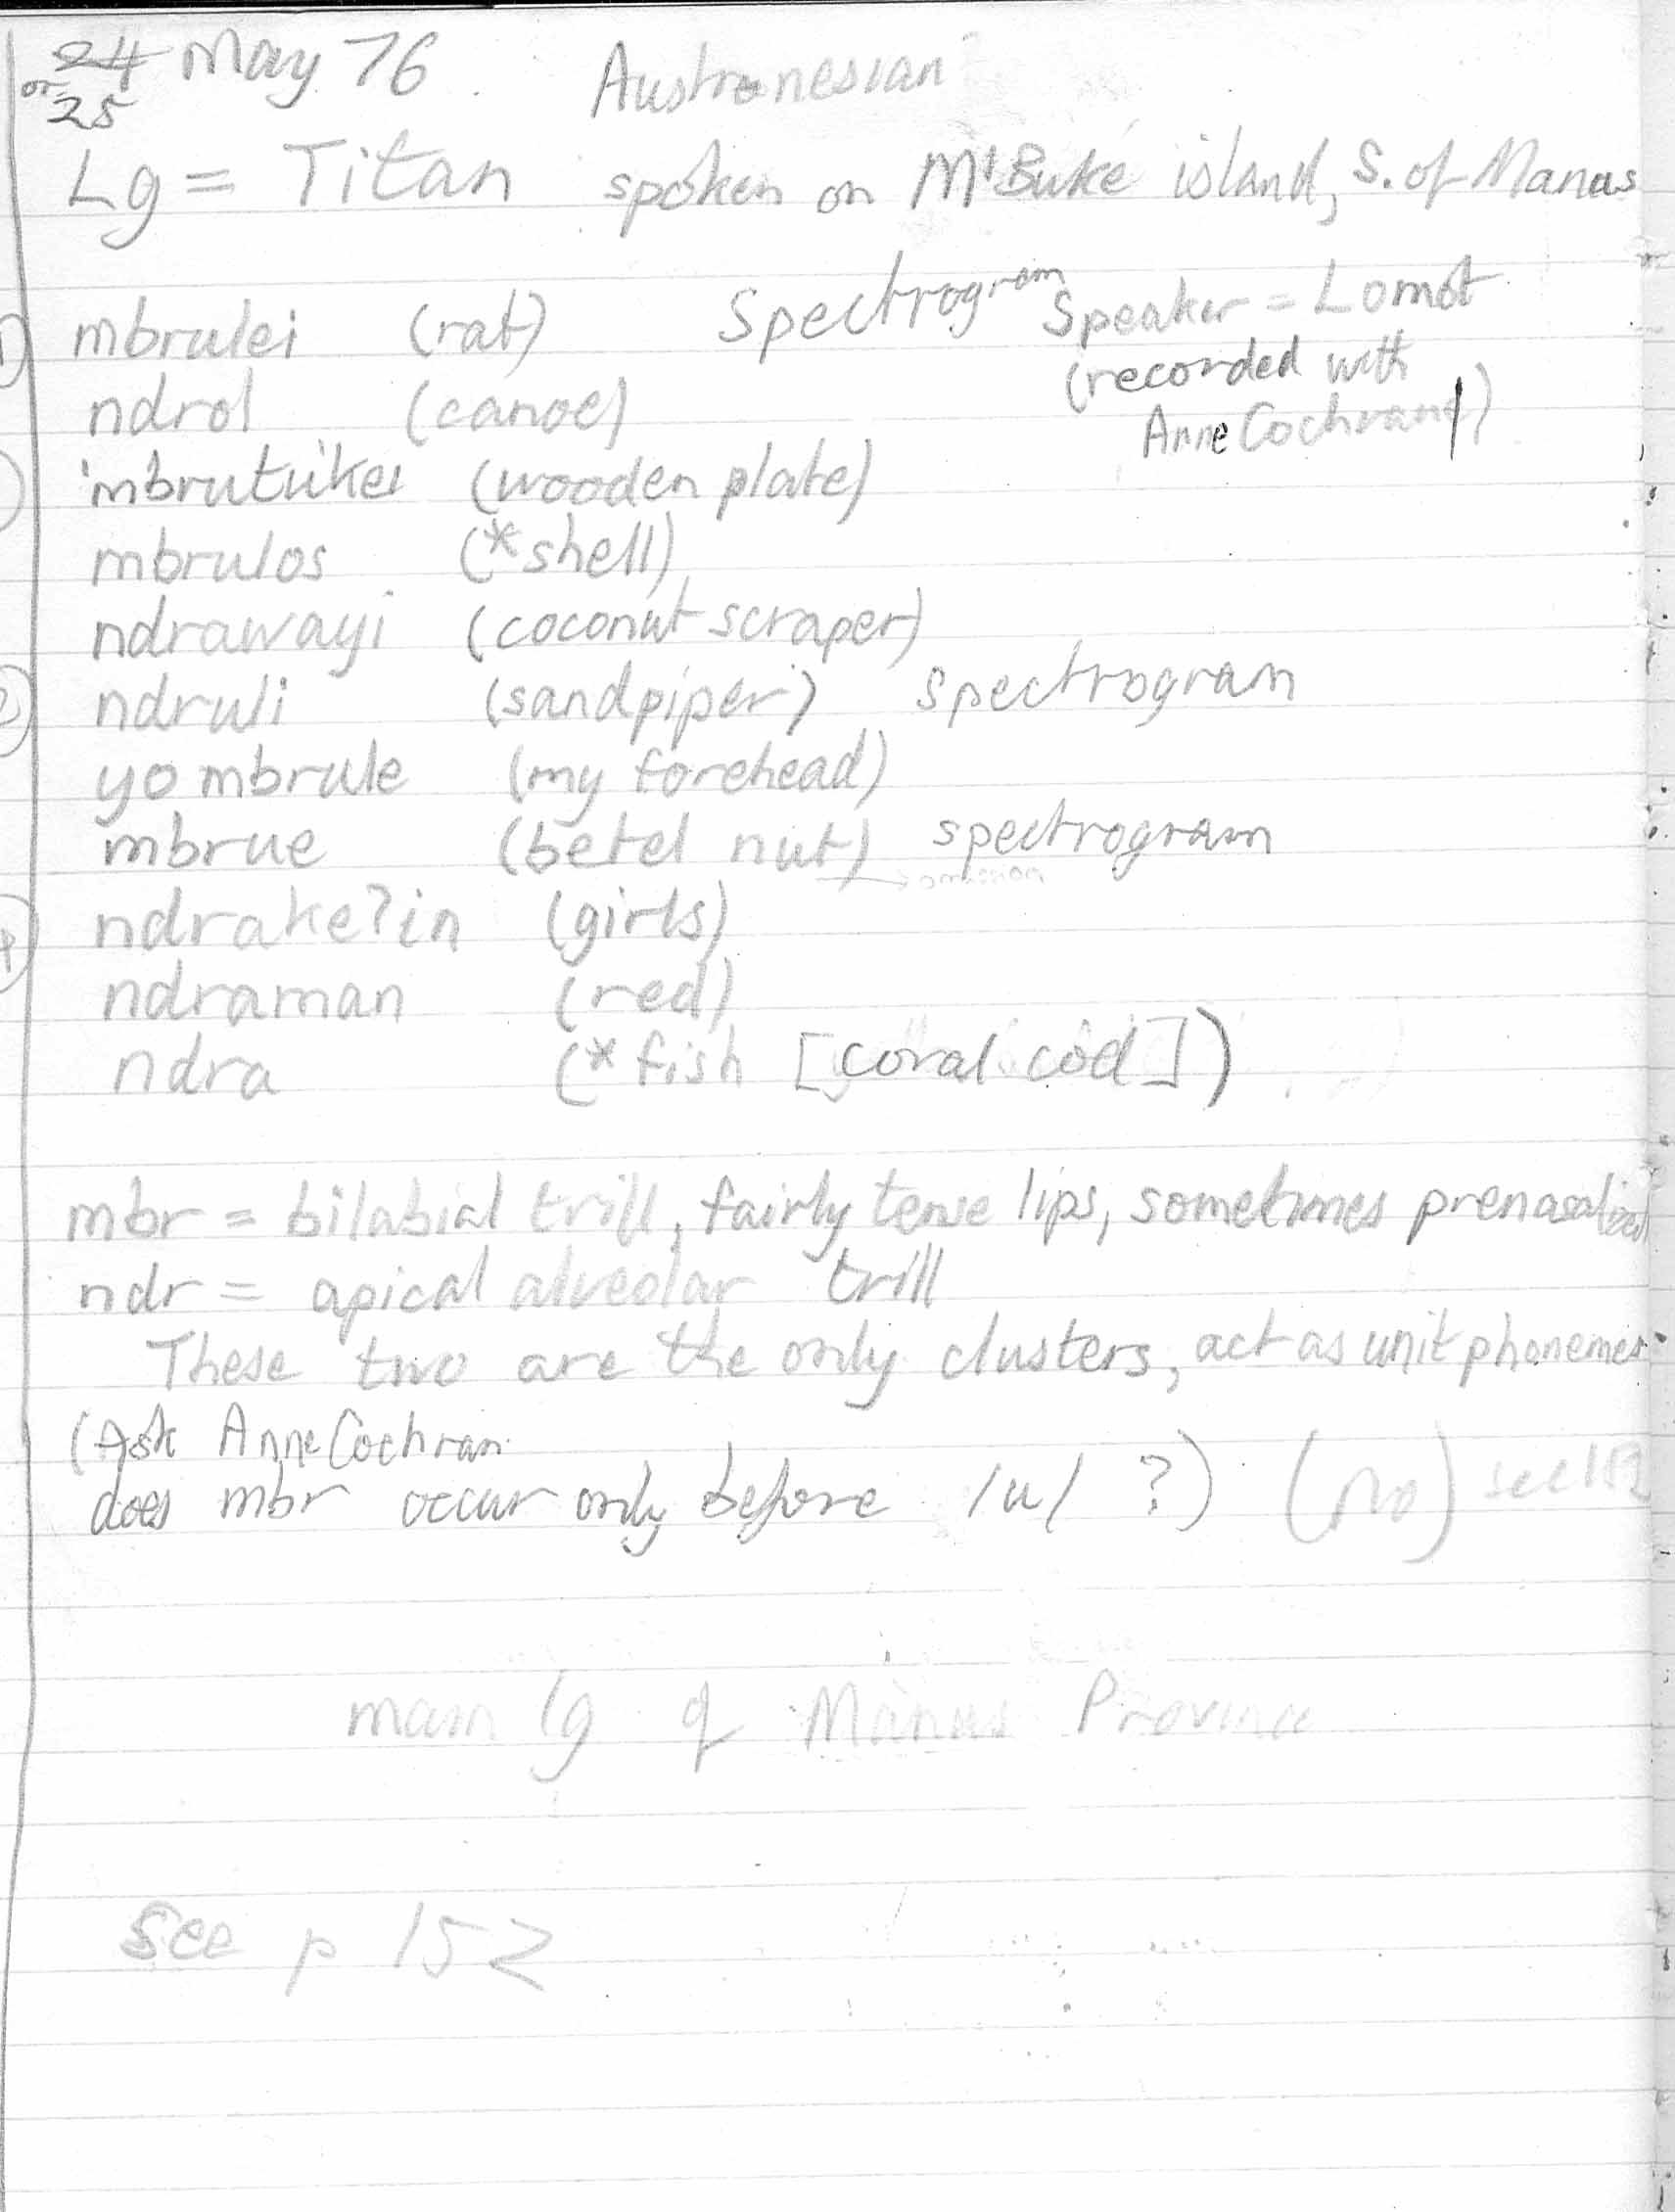 24 May 76 Austronesian
or 25
Lg = Titan spoken on M'Buke island, S. of Manus
1) mbrulei (rat) Spectrogram Speaker = Lomot
(recorded with
ndrol (canoe) Anne Cochran)
mbrutukei (wooden plate)
mbrulos (*shell)
ndrawayi (coconut scraper)
2) ndruli (sandpiper) spectrogram
yo mbrule (my forehead)
mbrue (betel nut) spectrogram
4) ndrake?in (girls)
ndraman (red)
ndra (*fish [coral cod])
mbr = bilabial trill, fairly tense lips, sometimes prenasalized
ndr = apical alveolar trill
These two are the only clusters, act as unit phonemes.
(Ask Anne Cochran
does mbr occur only before /u/ ?) (no) see 152
main lg of Manus Province
See p 152